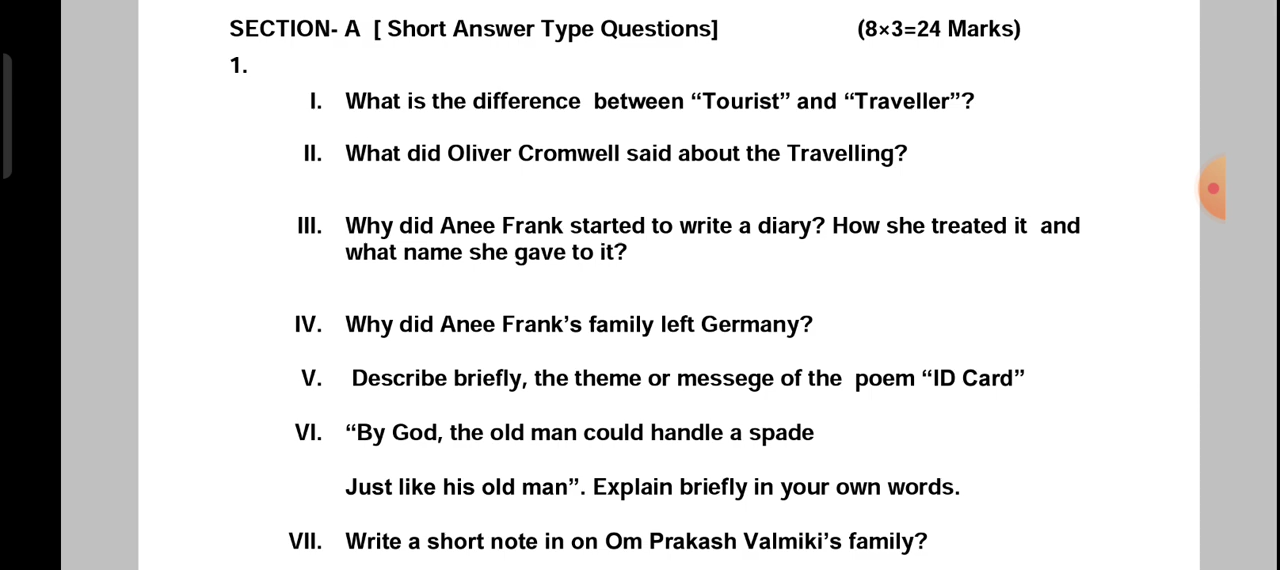 SECTION- A [ Short Answer Type Questions] (8×3=24 Marks)
1.
I. What is the difference between “Tourist” and “Traveller”?
II. What did Oliver Cromwell said about the Travelling?
III. Why did Anee Frank started to write a diary? How she treated it and
what name she gave to it?
IV. Why did Anee Frank’s family left Germany?
V. Describe briefly, the theme or messege of the poem “ID Card”
VI. “By God, the old man could handle a spade
Just like his old man”. Explain briefly in your own words.
VII. Write a short note in on Om Prakash Valmiki’s family?